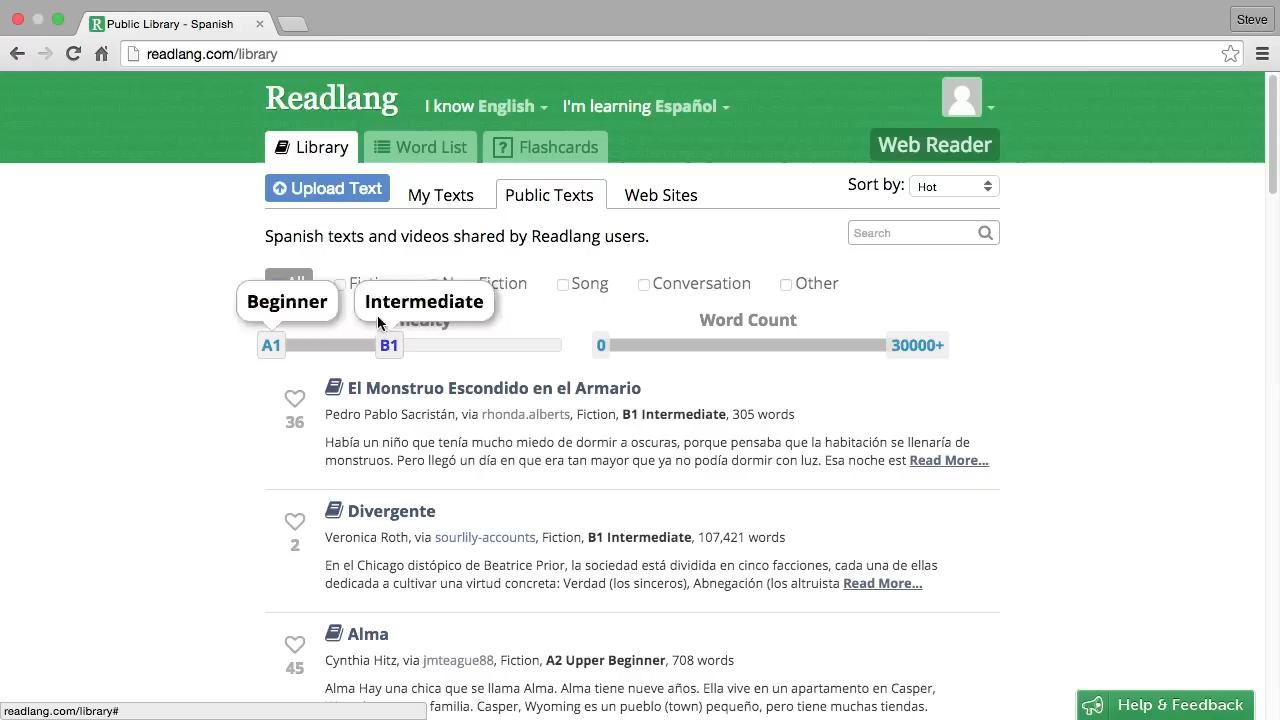 Public Library - Spanish
Steve
readlang.com/library
Readlang
I know English
I'm learning Español
Library
Word List
Flashcards
Web Reader
Upload Text
My Texts
Public Texts
Web Sites
Sort by: Hot
Spanish texts and videos shared by Readlang users.
Search
Song
Conversation
Other
Beginner
Intermediate
Word Count
A1
B1
0
30000+
El Monstruo Escondido en el Armario
36
Pedro Pablo Sacristán, via rhonda.alberts, Fiction, B1 Intermediate, 305 words
Había un niño que tenía mucho miedo de dormir a oscuras, porque pensaba que la habitación se llenaría de
monstruos. Pero llegó un día en que era tan mayor que ya no podía dormir con luz. Esa noche est Read More...
Divergente
2
Veronica Roth, via sourlily-accounts, Fiction, B1 Intermediate, 107,421 words
En el Chicago distópico de Beatrice Prior, la sociedad está dividida en cinco facciones, cada una de ellas
dedicada a cultivar una virtud concreta: Verdad (los sinceros), Abnegación (los altruista Read More...
Alma
45
Cynthia Hitz, via jmteague88, Fiction, A2 Upper Beginner, 708 words
Alma Hay una chica que se llama Alma. Alma tiene nueve años. Ella vive en un apartamento en Casper,
familia. Casper, Wyoming es un pueblo (town) pequeño, pero tiene muchas tiendas.
readlang.com/library#
Help & Feedback